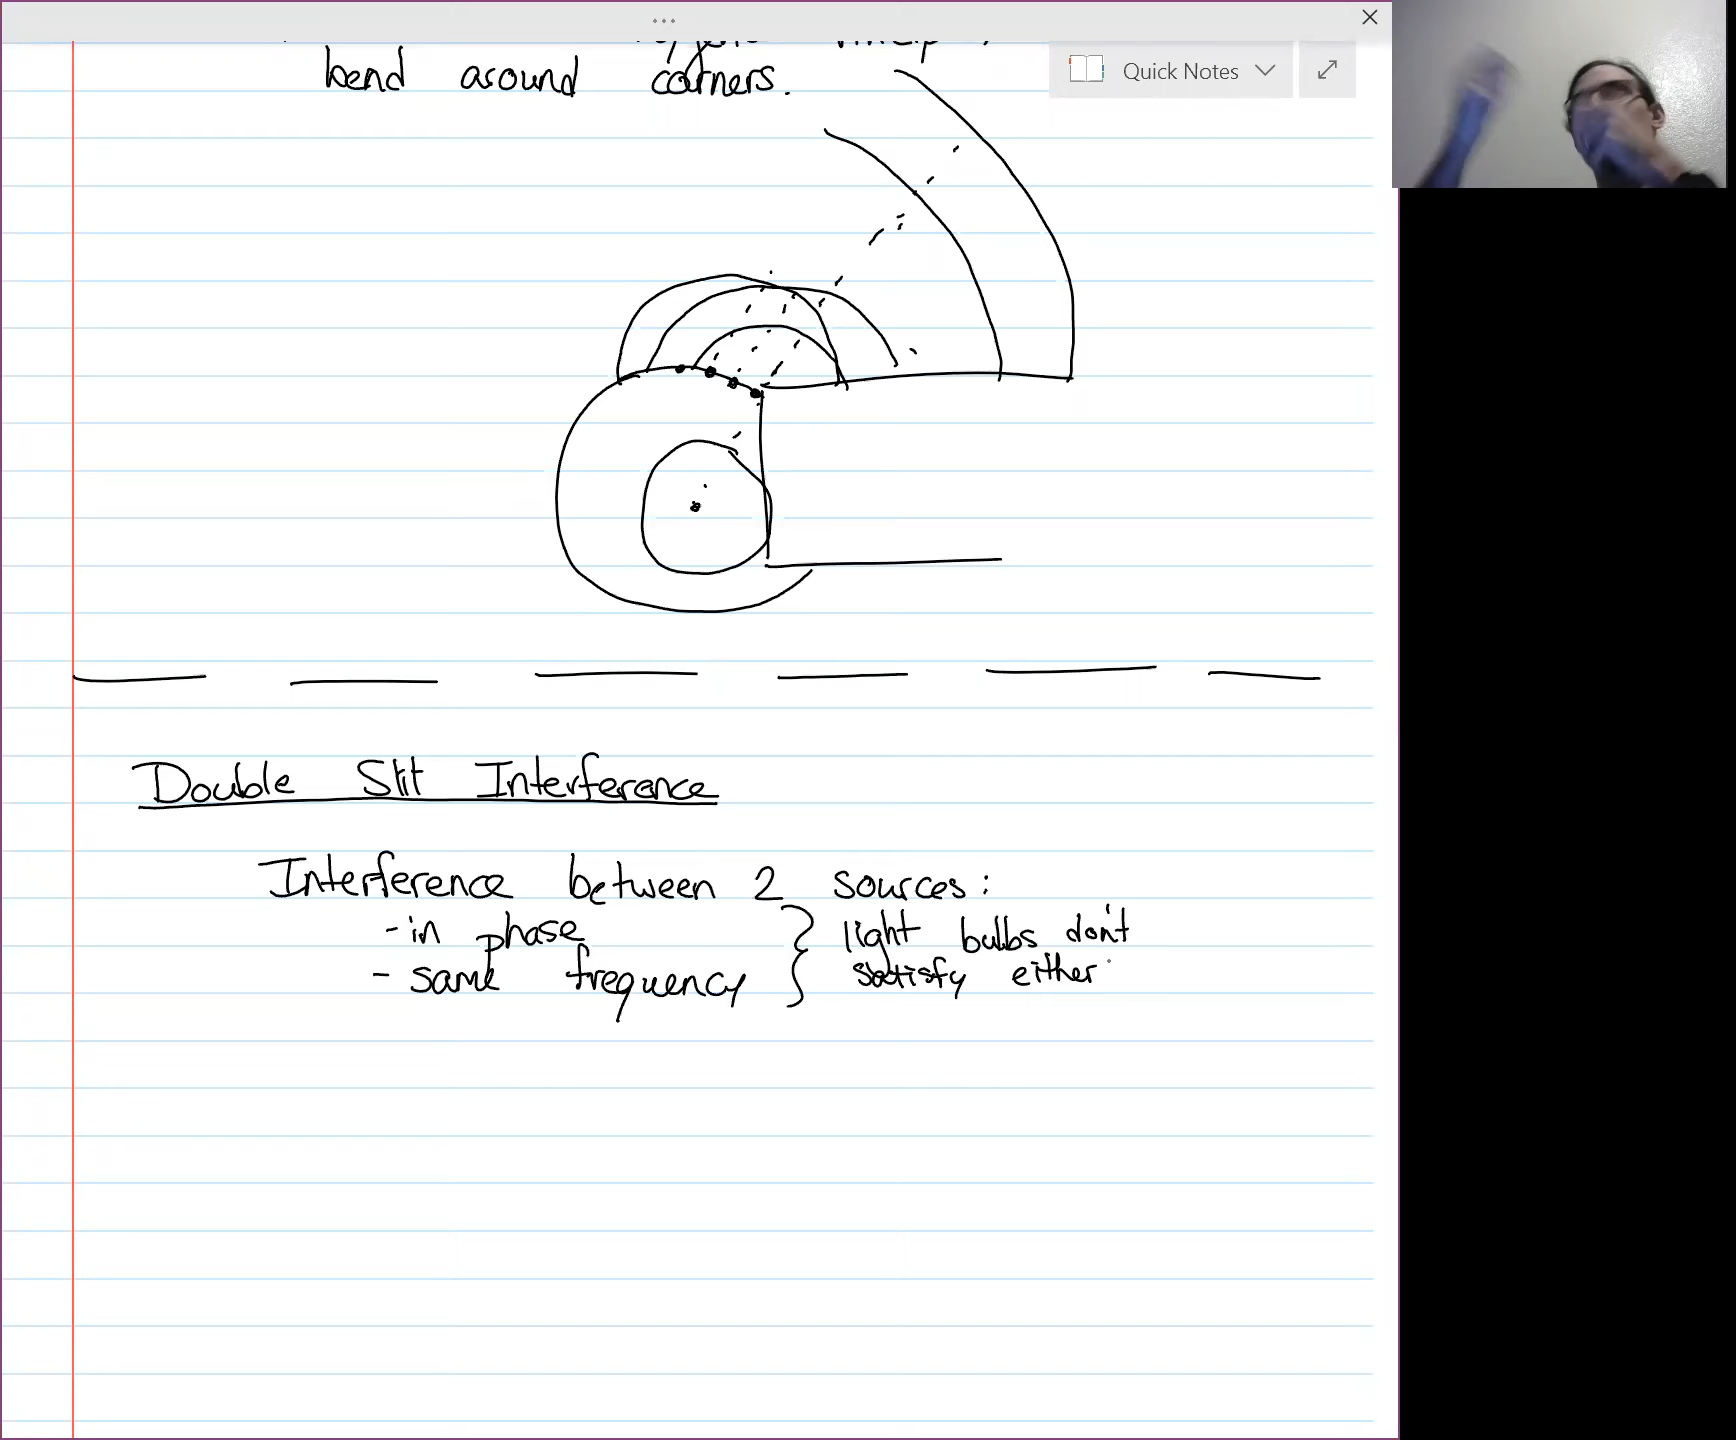 bend around corners.
Quick Notes
Double Slit Interference
Interference between 2 sources:
- in phase
- same frequency
light bulbs don't
satisfy either